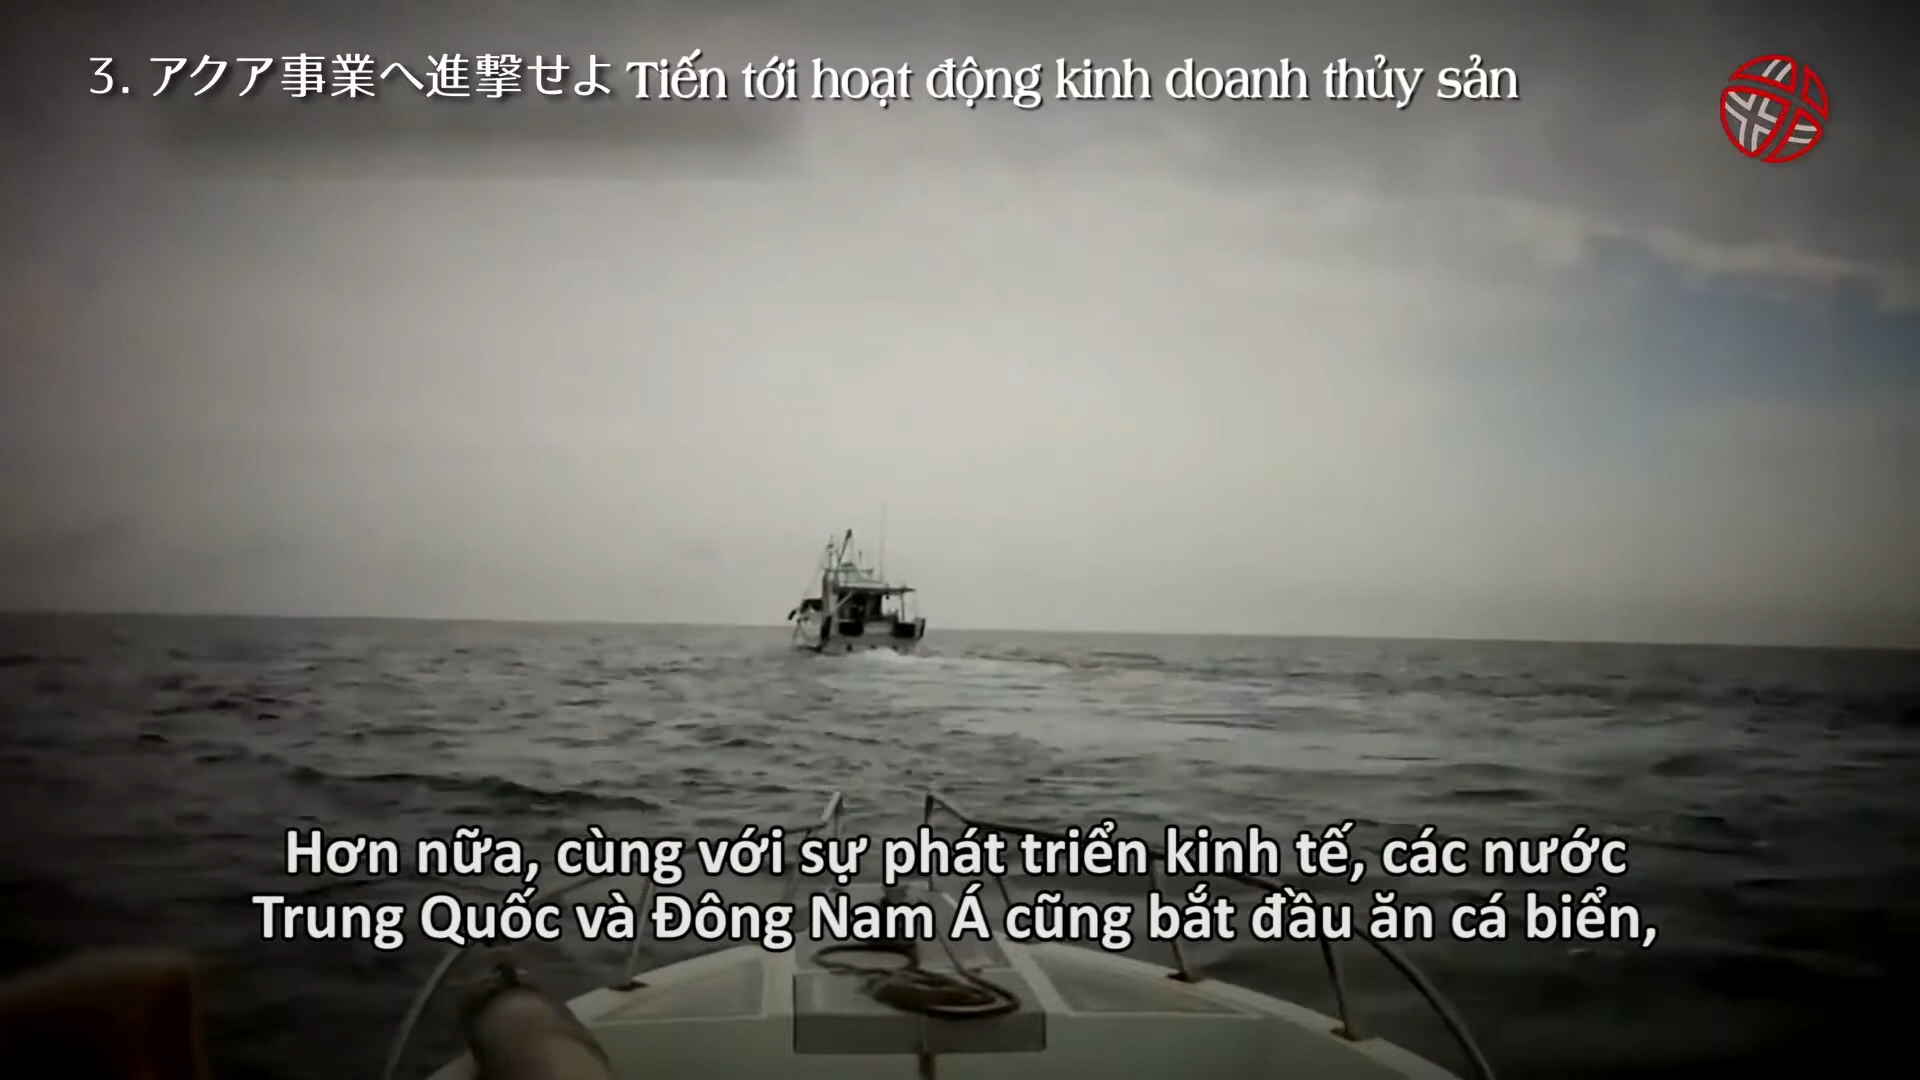 3. アクア事業へ進撃せよ Tiến tới hoạt động kinh doanh thủy sản
Hơn nữa, cùng với sự phát triển kinh tế, các nước
Trung Quốc và Đông Nam Á cũng bắt đầu ăn cá biển,